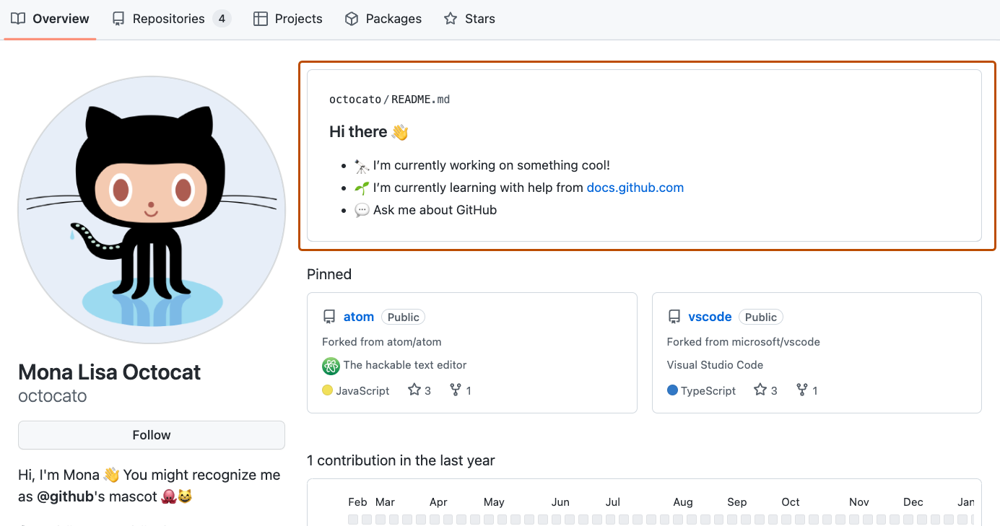 Overview
Repositories 4
Projects
Packages
Stars
octocato/README.md
Hi there 👋
• 🔭 I’m currently working on something cool!
• 🌱 I’m currently learning with help from docs.github.com
• 💬 Ask me about GitHub
Mona Lisa Octocat
octocato
Follow
Hi, I'm Mona 👋 You might recognize me
as @github's mascot 🐙😺
Pinned
atom Public
Forked from atom/atom
The hackable text editor
JavaScript 3 1
vscode Public
Forked from microsoft/vscode
Visual Studio Code
TypeScript 3 1
1 contribution in the last year
Feb Mar Apr May Jun Jul Aug Sep Oct Nov Dec Jan